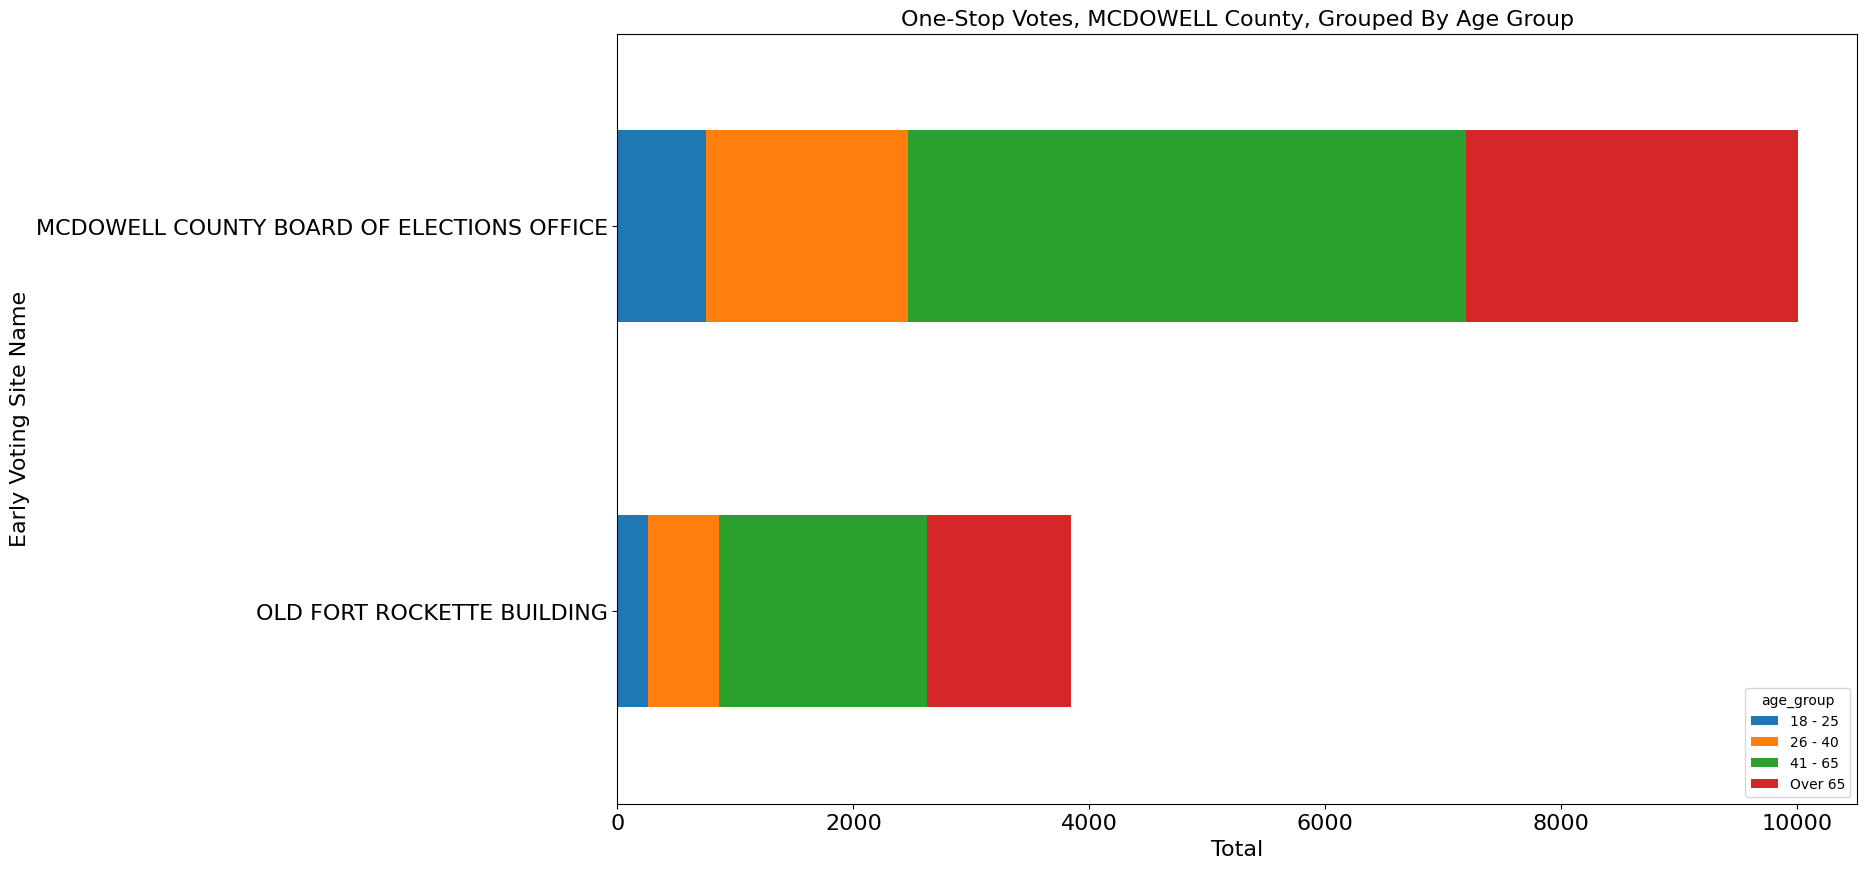 One-Stop Votes, MCDOWELL County, Grouped By Age Group
Early Voting Site Name
MCDOWELL COUNTY BOARD OF ELECTIONS OFFICE
OLD FORT ROCKETTE BUILDING
age_group
18 - 25
26 - 40
41 - 65
Over 65
0 2000 4000 6000 8000 10000
Total